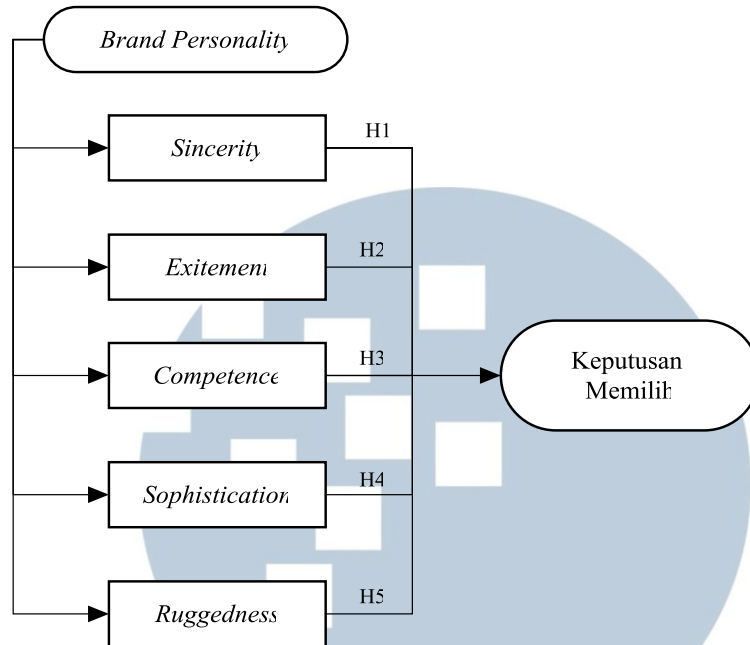 Brand Personality
H1
Sincerity
H2
Exitement
H3
Competence
Keputusan
Memilih
H4
Sophistication
H5
Ruggedness